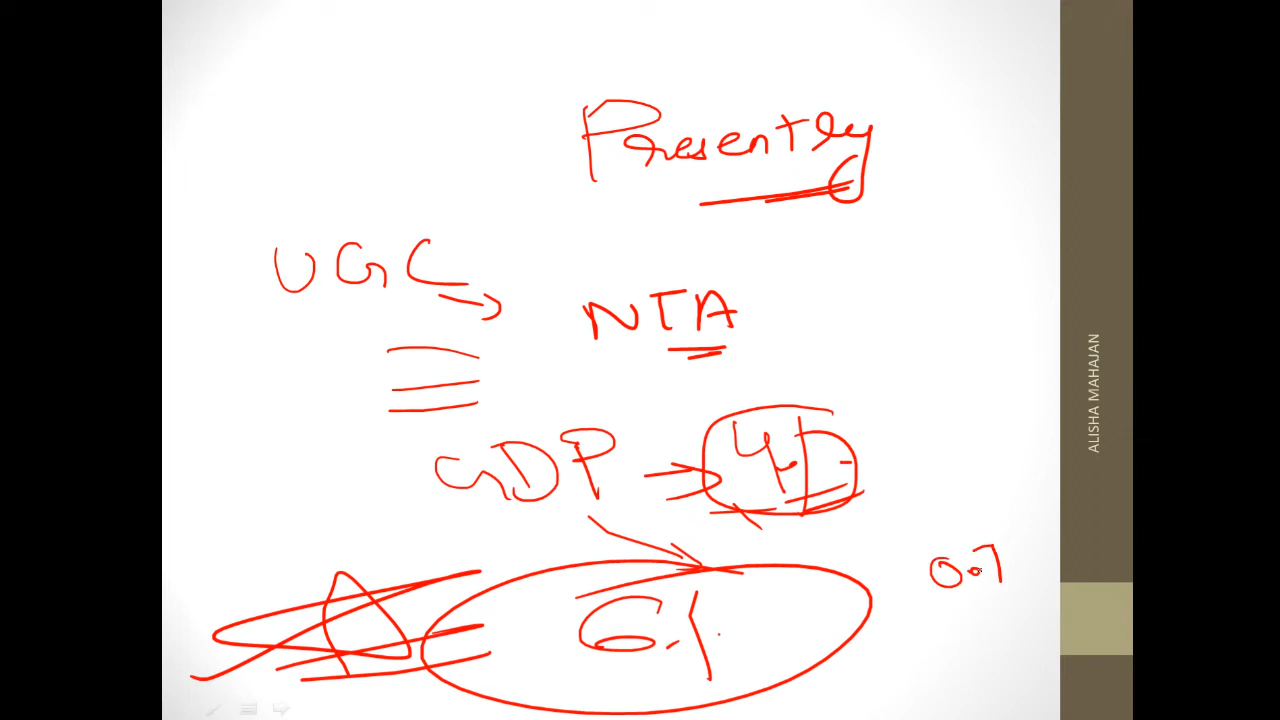 Presently
UGC → NTA
GDP → 4%
6%
0.7
ALISHA MAHAJAN